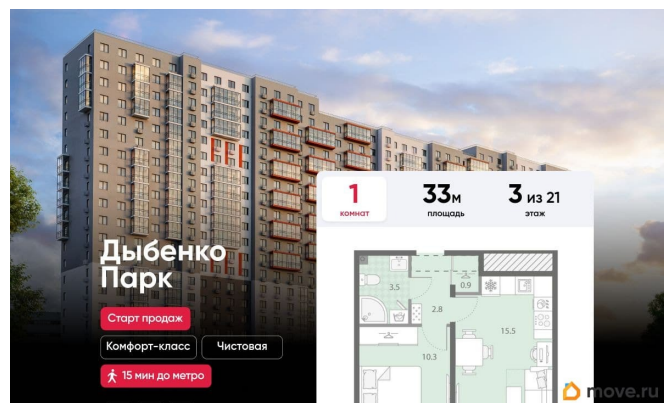 1
комнат
33м
площадь
3 из 21
этаж
Дыбенко
Парк
Старт продаж
Комфорт-класс
Чистовая
15 мин до метро
3.5
0.9
2.8
15.5
10.3
move.ru